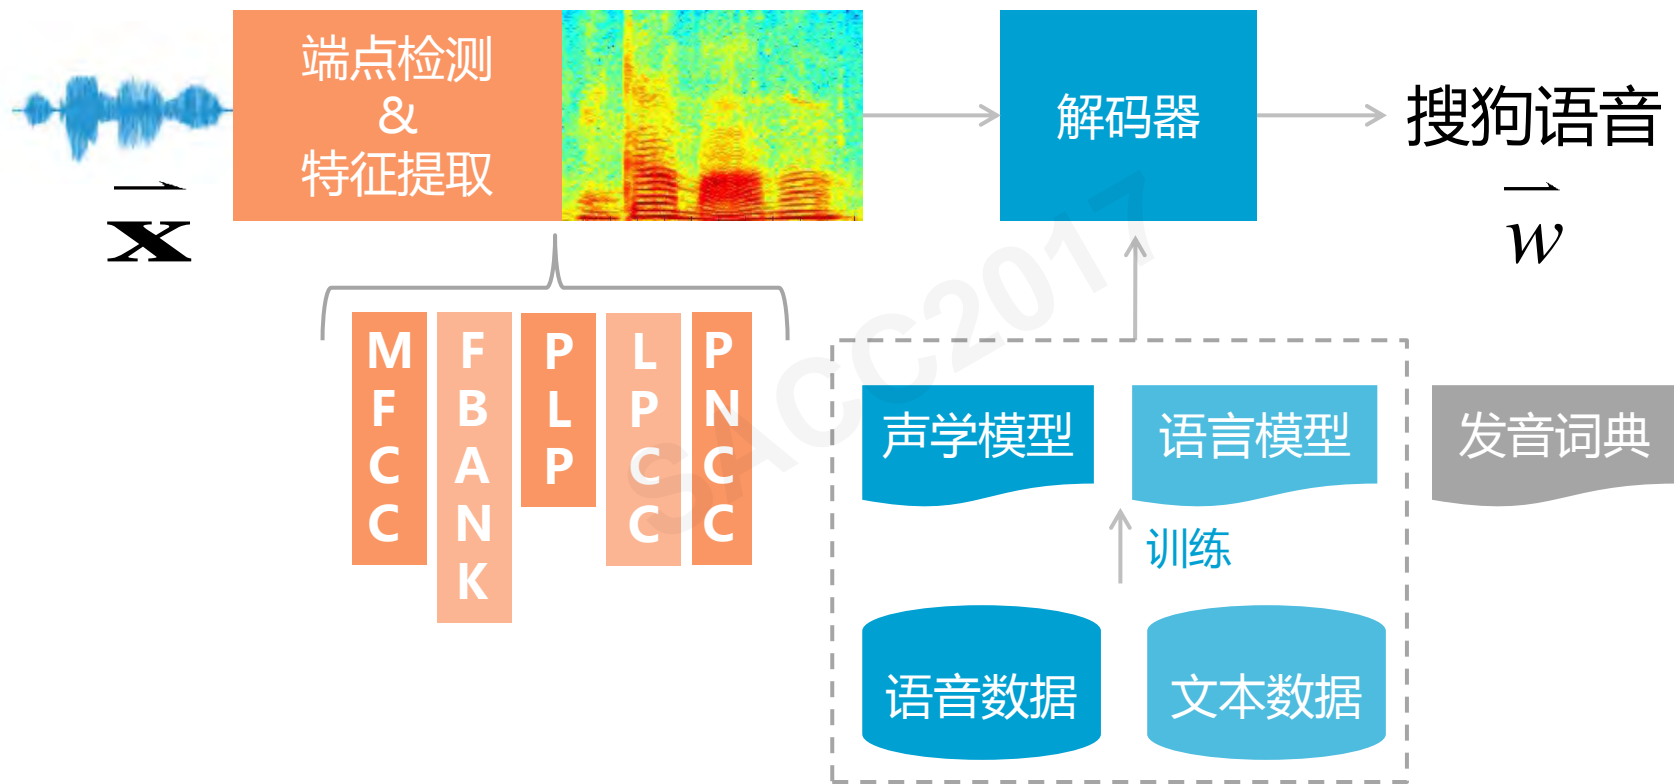 端点检测
&
特征提取
解码器
搜狗语音
x
w
MFCC
FBANK
PLP
LPCC
PNCC
声学模型
语言模型
发音词典
训练
语音数据
文本数据
SACC2017